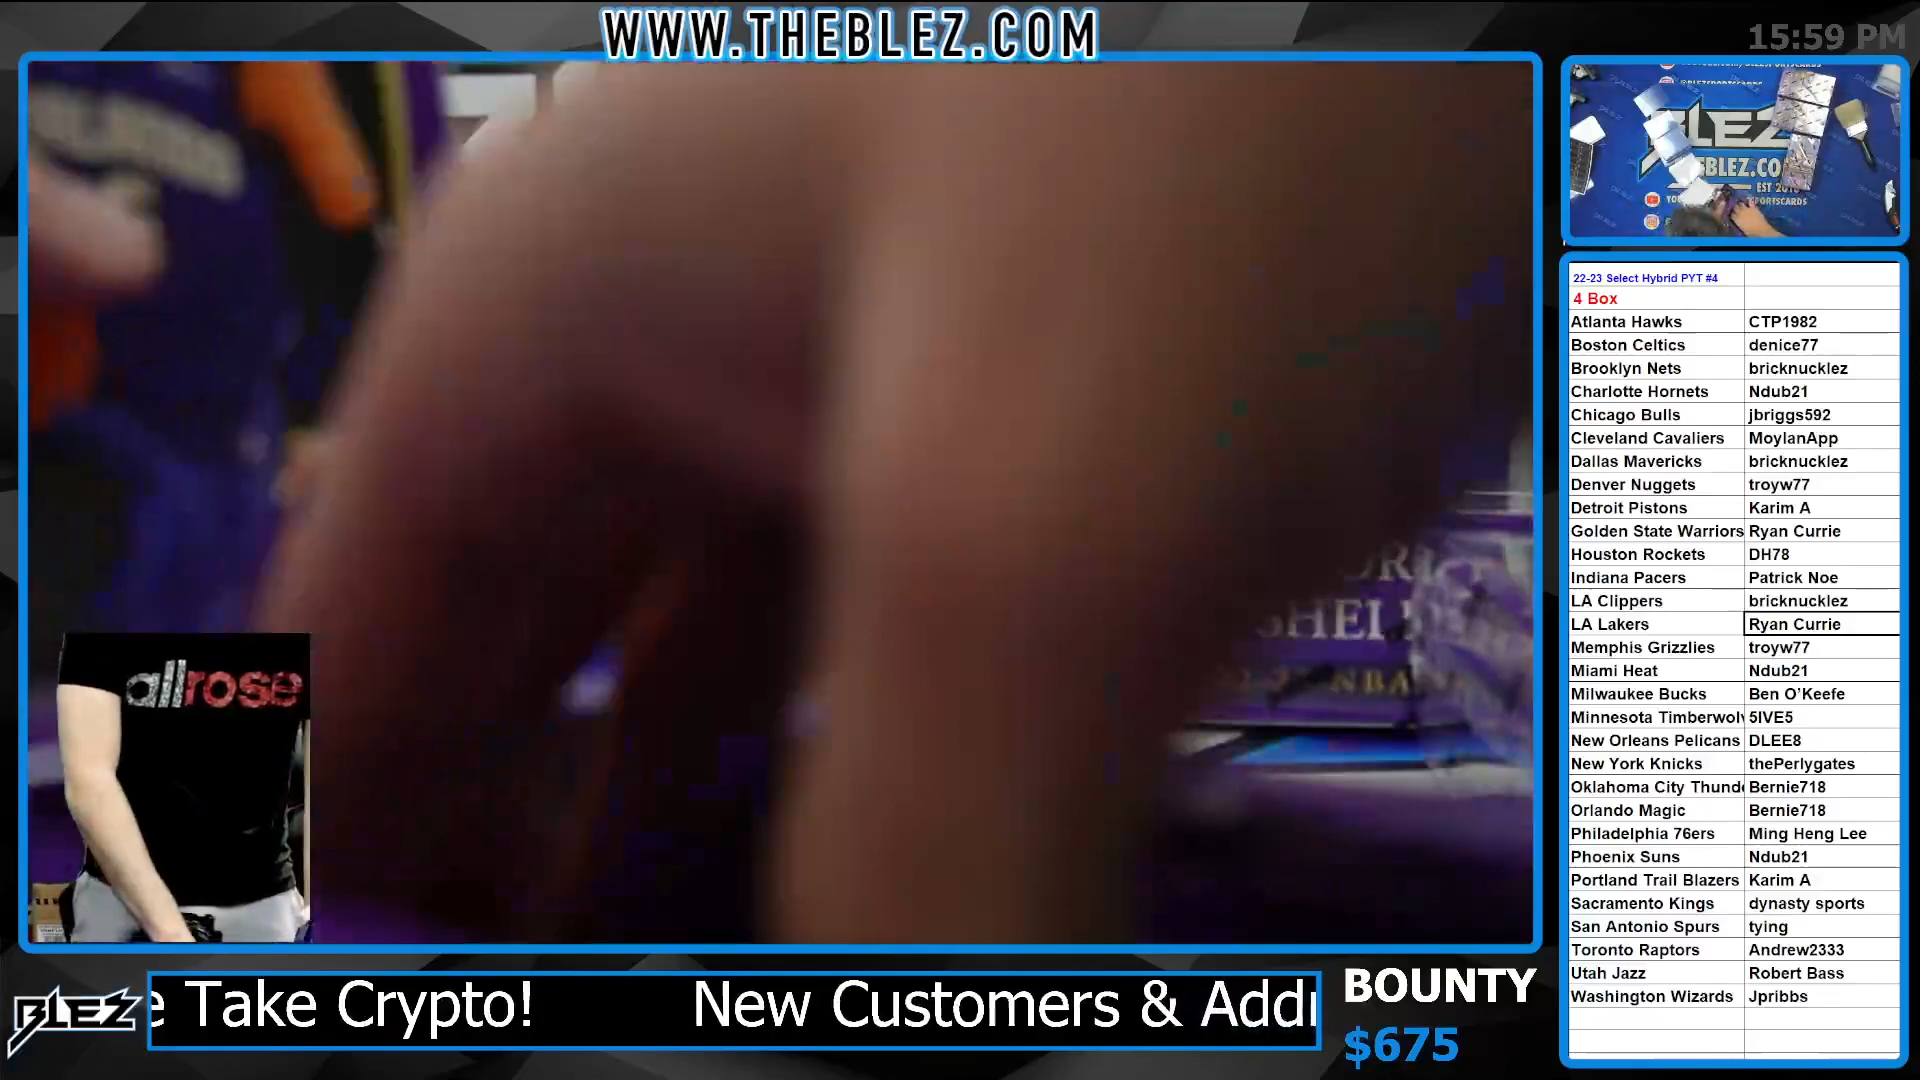 WWW.THEBLEZ.COM
15:59 PM
22-23 Select Hybrid PYT #4
4 Box
Atlanta Hawks CTP1982
Boston Celtics denice77
Brooklyn Nets bricknucklez
Charlotte Hornets Ndub21
Chicago Bulls jbriggs592
Cleveland Cavaliers MoylanApp
Dallas Mavericks bricknucklez
Denver Nuggets troyw77
Detroit Pistons Karim A
Golden State Warriors Ryan Currie
Houston Rockets DH78
Indiana Pacers Patrick Noe
LA Clippers bricknucklez
LA Lakers Ryan Currie
Memphis Grizzlies troyw77
Miami Heat Ndub21
Milwaukee Bucks Ben O’Keefe
Minnesota Timberwolv 5IVE5
New Orleans Pelicans DLEE8
New York Knicks thePerlygates
Oklahoma City Thund Bernie718
Orlando Magic Bernie718
Philadelphia 76ers Ming Heng Lee
Phoenix Suns Ndub21
Portland Trail Blazers Karim A
Sacramento Kings dynasty sports
San Antonio Spurs tying
Toronto Raptors Andrew2333
Utah Jazz Robert Bass
Washington Wizards Jpribbs
allrose
NBA
BLEZ
e Take Crypto! New Customers & Add
BOUNTY
$675